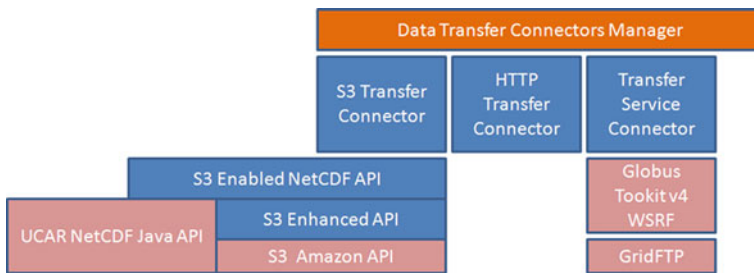 Data Transfer Connectors Manager
S3 Transfer
Connector
HTTP
Transfer
Connector
Transfer
Service
Connector
S3 Enabled NetCDF API
Globus
Tookit v4
WSRF
UCAR NetCDF Java API
S3 Enhanced API
S3 Amazon API
GridFTP